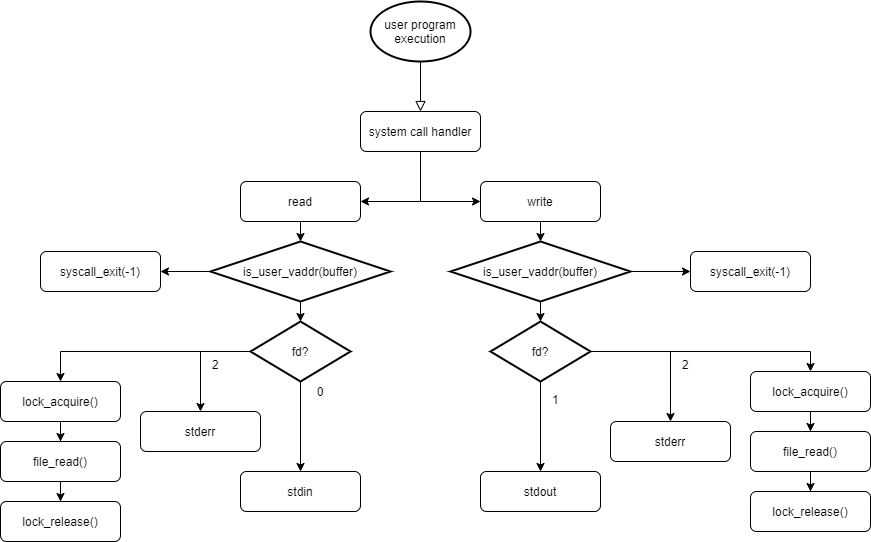 user program
execution
system call handler
read
write
syscall_exit(-1)
is_user_vaddr(buffer)
is_user_vaddr(buffer)
syscall_exit(-1)
fd?
fd?
2
2
0
1
lock_acquire()
lock_acquire()
stderr
stderr
file_read()
file_read()
stdin
stdout
lock_release()
lock_release()